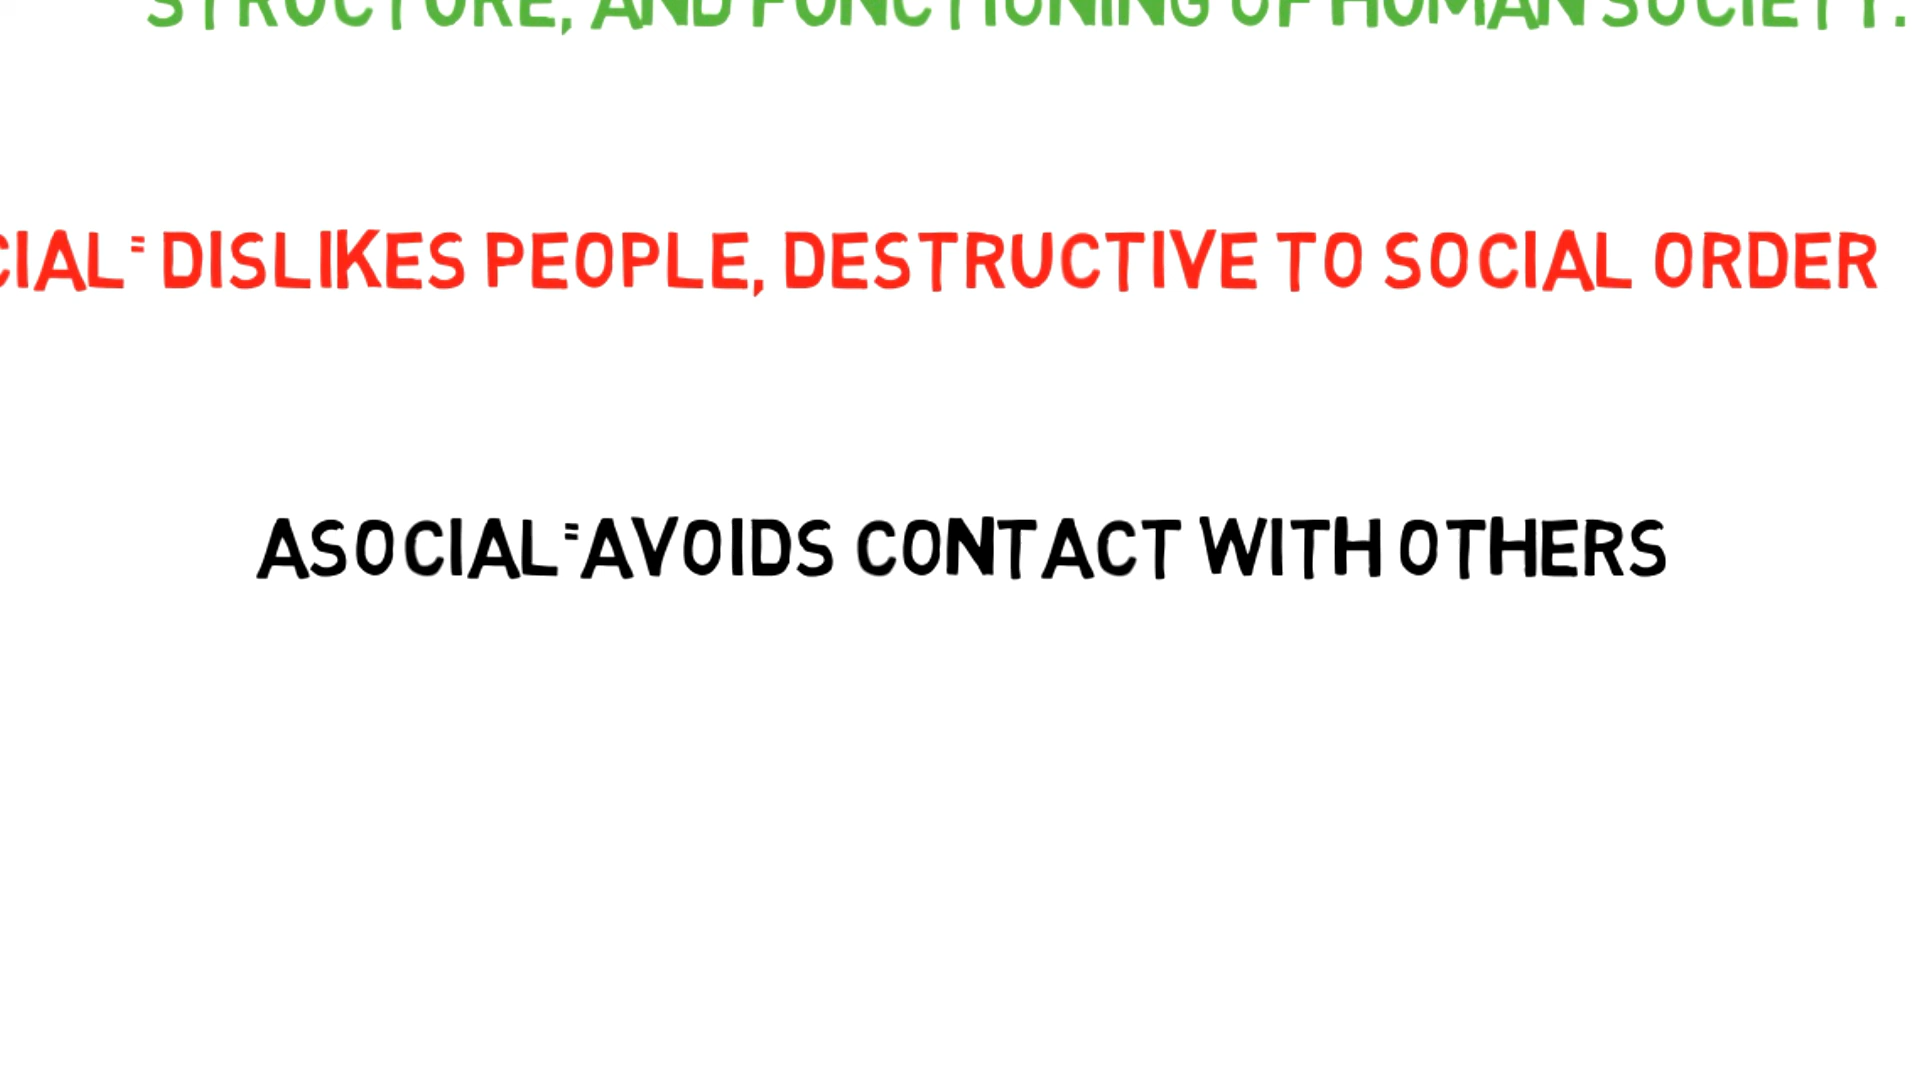 STRUCTURE, AND FUNCTIONING OF HUMAN SOCIETY.
CIAL= DISLIKES PEOPLE, DESTRUCTIVE TO SOCIAL ORDER
ASOCIAL=AVOIDS CONTACT WITH OTHERS